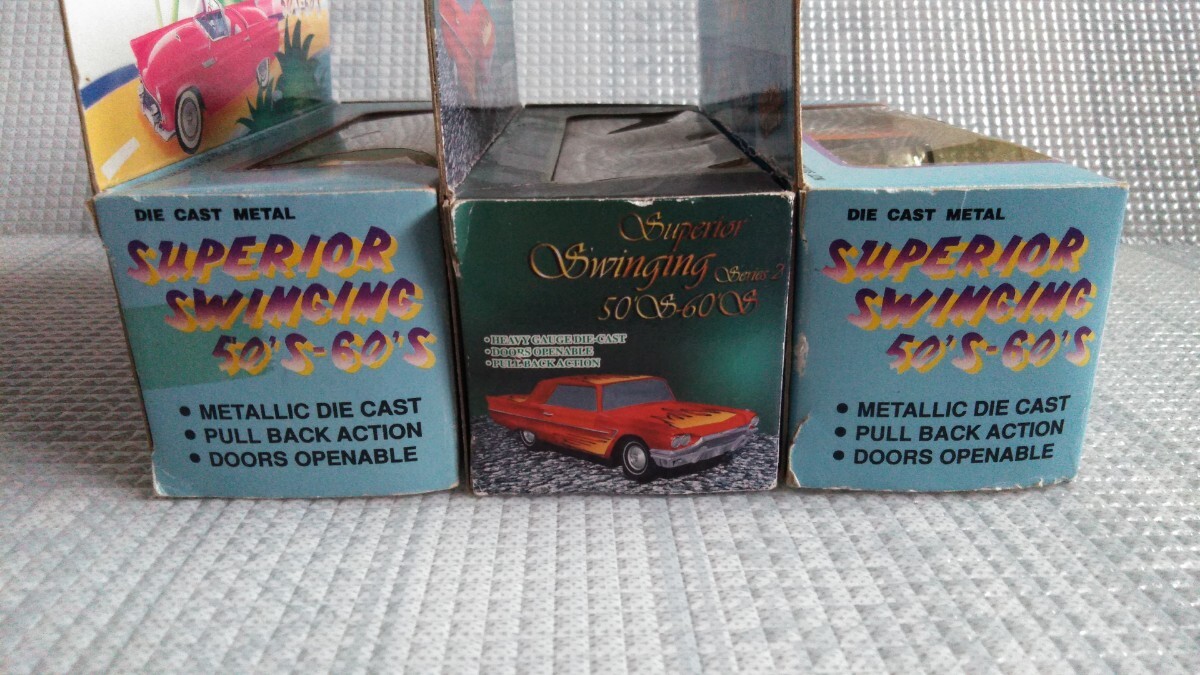 DIE CAST METAL
SUPERIOR
SWINGING
50'S-60'S
• METALLIC DIE CAST
• PULL BACK ACTION
• DOORS OPENABLE
Superior
Swinging Series 2
50'S-60'S
• HEAVY GAUGE DIE-CAST
• DOORS OPENABLE
• PULL BACK ACTION
DIE CAST METAL
SUPERIOR
SWINGING
50'S-60'S
• METALLIC DIE CAST
• PULL BACK ACTION
• DOORS OPENABLE